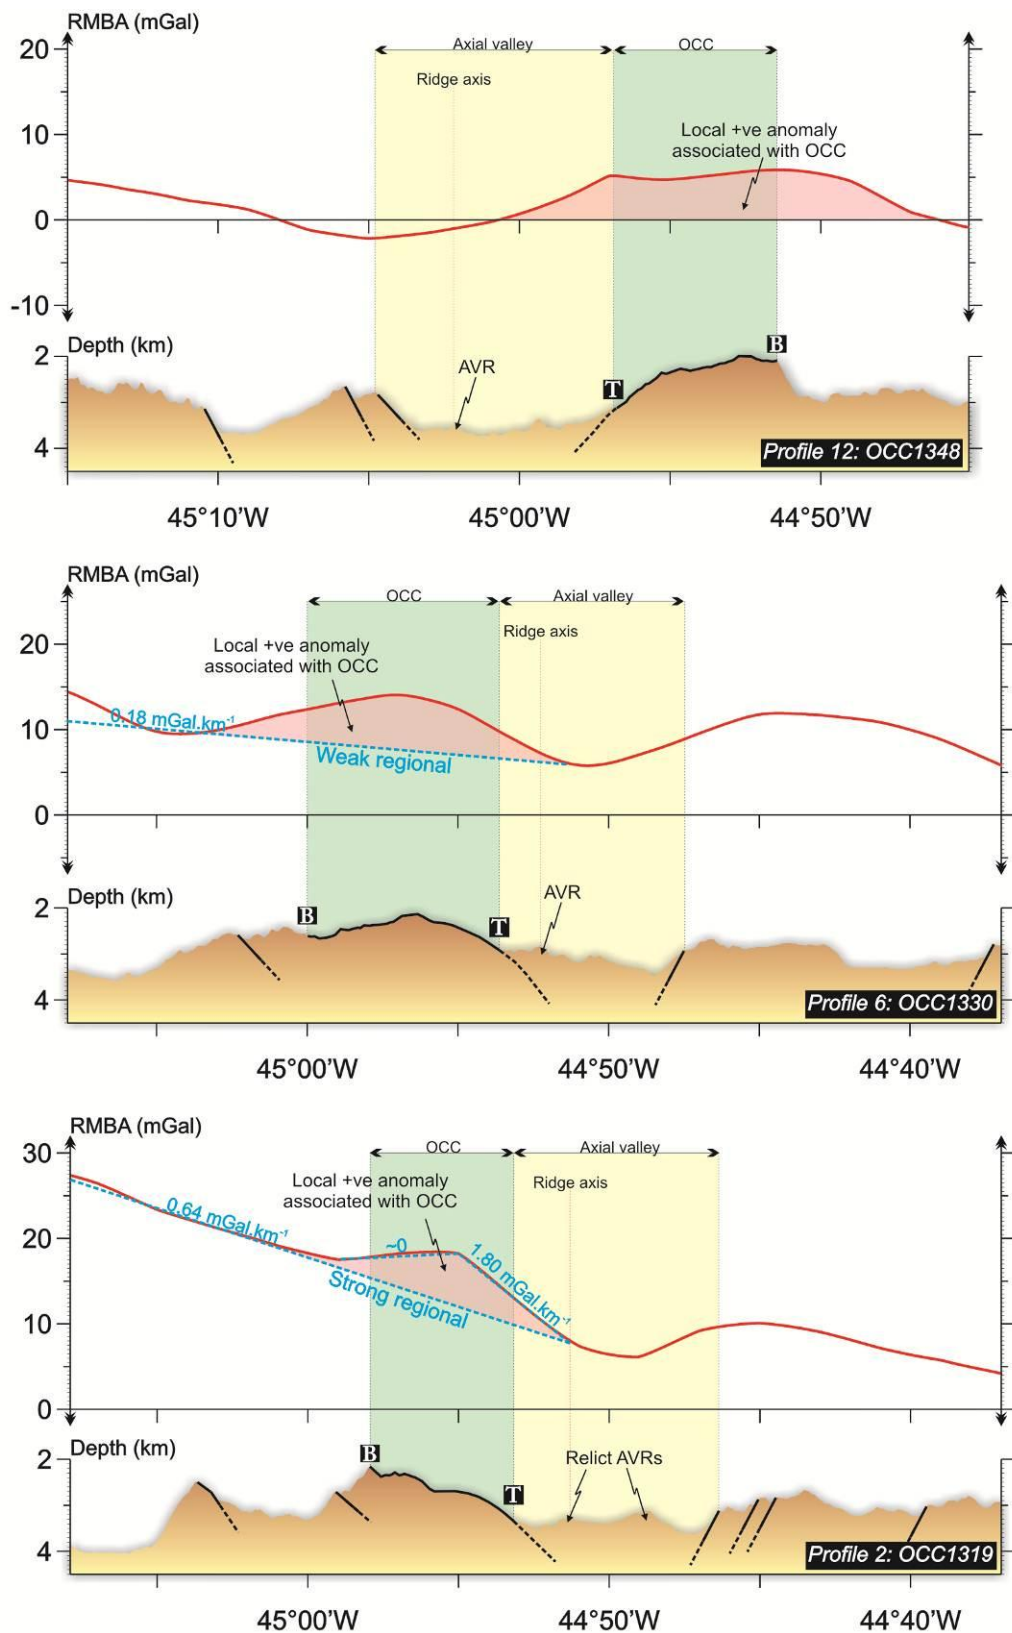 RMBA (mGal)
20
10
0
-10
Axial valley
OCC
Ridge axis
Local +ve anomaly
associated with OCC
Depth (km)
2
4
AVR
T
B
Profile 12: OCC1348
45°10'W
45°00'W
44°50'W
RMBA (mGal)
20
10
0
OCC
Axial valley
Ridge axis
Local +ve anomaly
associated with OCC
0.18 mGal.km⁻¹
Weak regional
Depth (km)
2
4
B
T
AVR
Profile 6: OCC1330
45°00'W
44°50'W
44°40'W
RMBA (mGal)
30
20
10
0
OCC
Axial valley
Ridge axis
Local +ve anomaly
associated with OCC
0.64 mGal.km⁻¹
~0
1.80 mGal.km⁻¹
Strong regional
Depth (km)
2
4
B
T
Relict AVRs
Profile 2: OCC1319
45°00'W
44°50'W
44°40'W